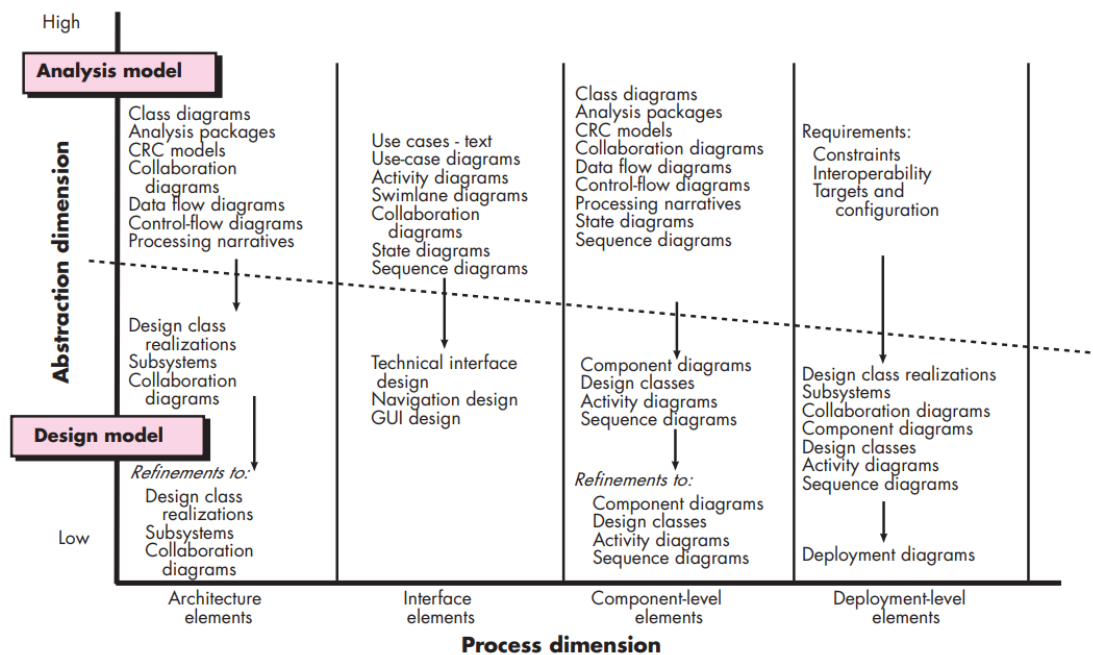 High
Analysis model
Abstraction dimension
Design model
Low
Class diagrams
Analysis packages
CRC models
Collaboration
diagrams
Data flow diagrams
Control-flow diagrams
Processing narratives
Design class
realizations
Subsystems
Collaboration
diagrams
Refinements to:
Design class
realizations
Subsystems
Collaboration
diagrams
Architecture
elements
Use cases - text
Use-case diagrams
Activity diagrams
Swimlane diagrams
Collaboration
diagrams
State diagrams
Sequence diagrams
Technical interface
design
Navigation design
GUI design
Interface
elements
Class diagrams
Analysis packages
CRC models
Collaboration diagrams
Data flow diagrams
Control-flow diagrams
Processing narratives
State diagrams
Sequence diagrams
Component diagrams
Design classes
Activity diagrams
Sequence diagrams
Refinements to:
Component diagrams
Design classes
Activity diagrams
Sequence diagrams
Component-level
elements
Requirements:
Constraints
Interoperability
Targets and
configuration
Design class realizations
Subsystems
Collaboration diagrams
Component diagrams
Design classes
Activity diagrams
Sequence diagrams
Deployment diagrams
Deployment-level
elements
Process dimension